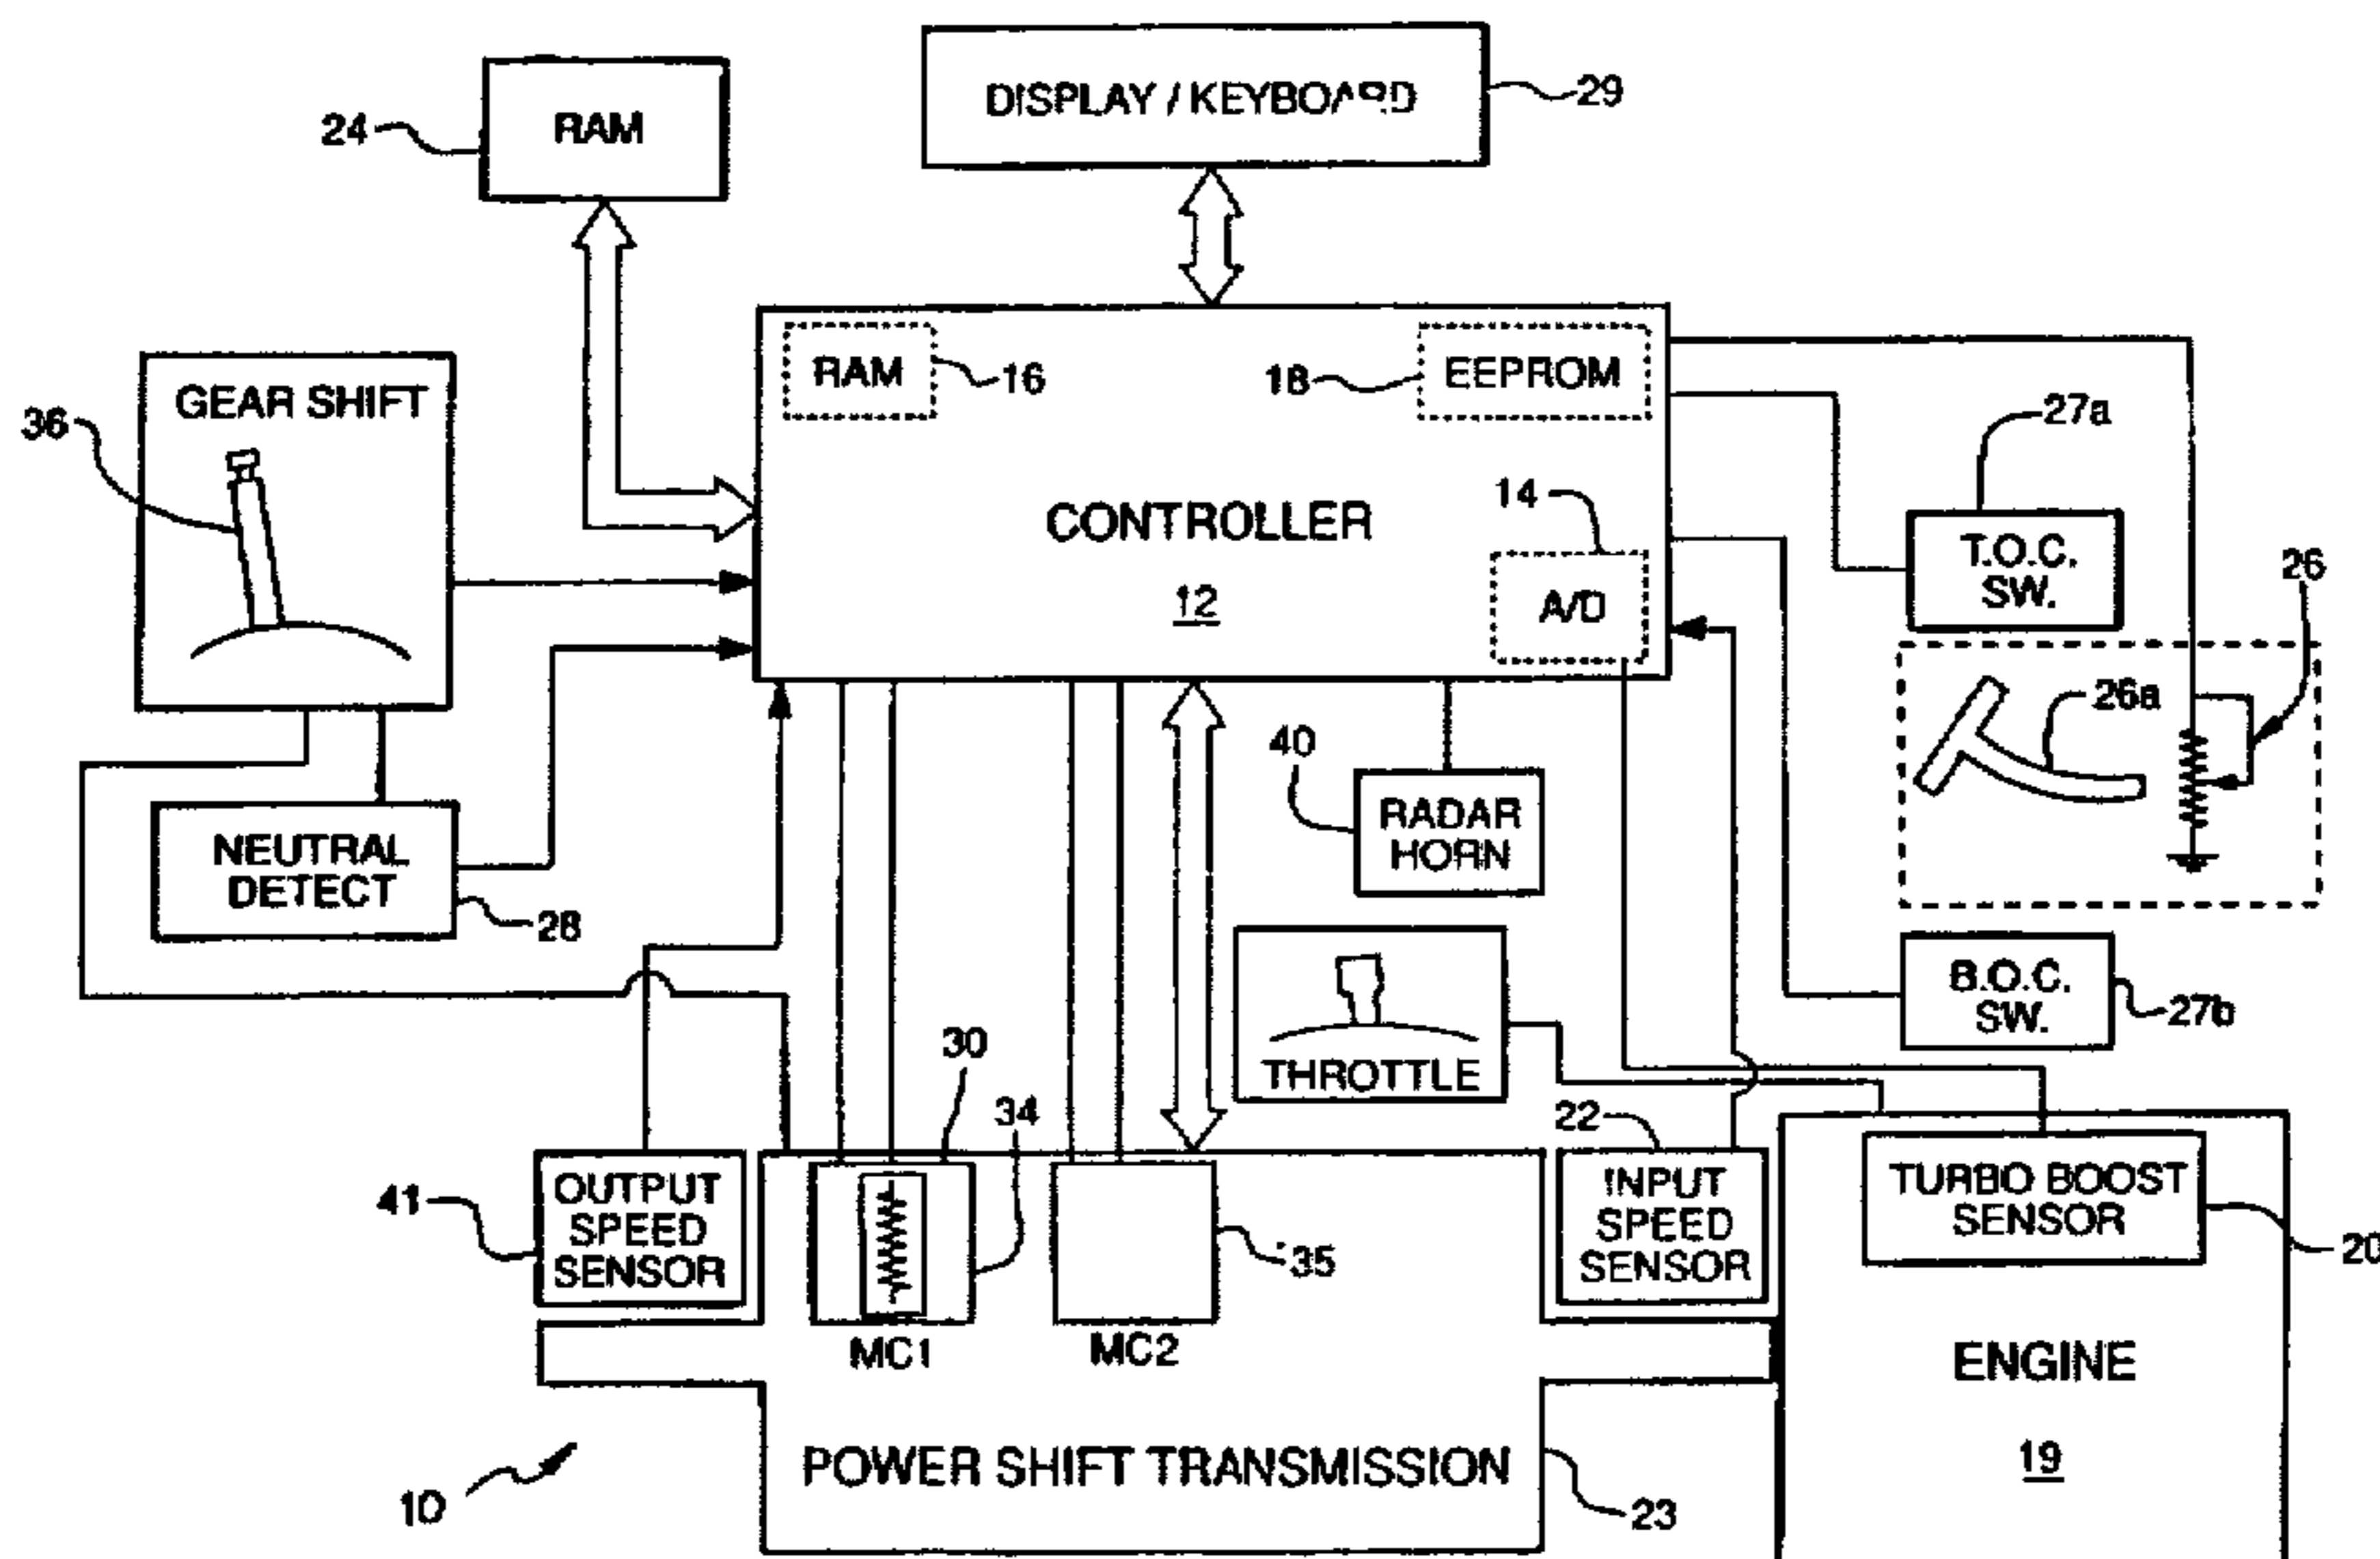 DISPLAY / KEYBOARD
29
24
RAM
RAM
16
18
EEPROM
GEAR SHIFT
36
27a
14
CONTROLLER
12
A/D
T.O.C.
SW.
26
26a
40
RADAR
HORN
NEUTRAL
DETECT
28
B.O.C.
SW.
27b
THROTTLE
30
34
22
41
OUTPUT
SPEED
SENSOR
35
INPUT
SPEED
SENSOR
TURBO BOOST
SENSOR
20
MC1
MC2
ENGINE
19
POWER SHIFT TRANSMISSION
10
23